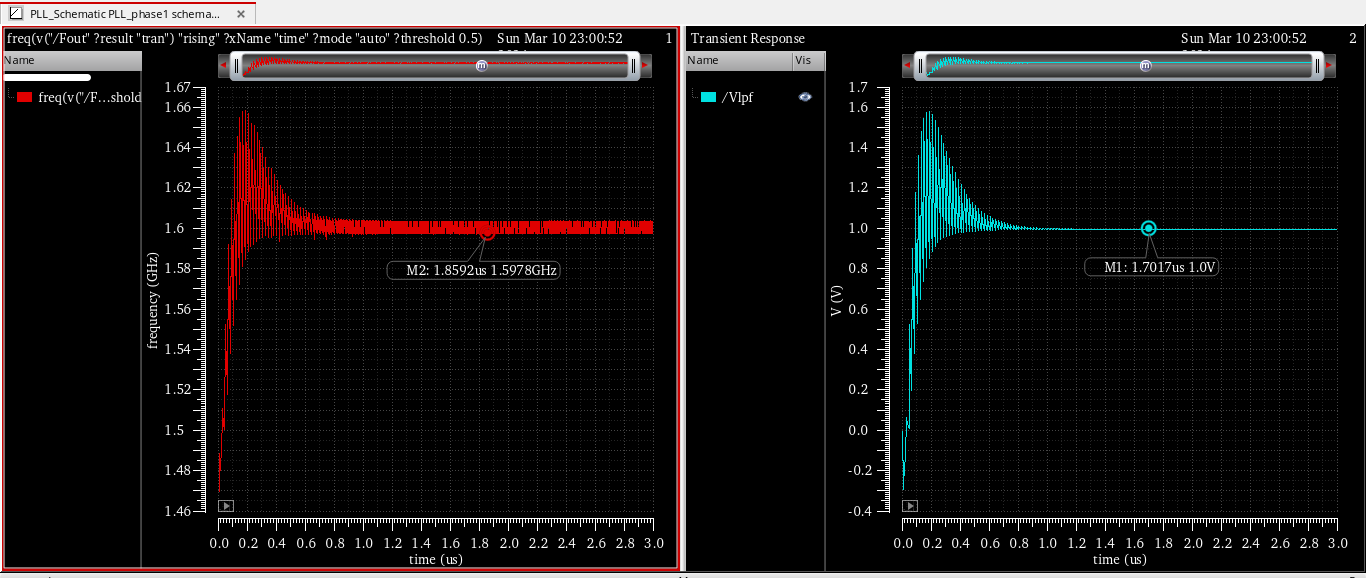 PLL_Schematic PLL_phase1 schema...
freq(v("/Fout" ?result "tran") "rising" ?xName "time" ?mode "auto" ?threshold 0.5) Sun Mar 10 23:00:52 1
Name
freq(v("/F...shold
1.67
1.66
1.64
1.62
1.6
1.58
1.56
1.54
1.52
1.5
1.48
1.46
frequency (GHz)
m
M2: 1.8592us 1.5978GHz
0.0 0.2 0.4 0.6 0.8 1.0 1.2 1.4 1.6 1.8 2.0 2.2 2.4 2.6 2.8 3.0
time (us)
Transient Response Sun Mar 10 23:00:52 2
Name Vis
/Vlpf
1.7
1.6
1.4
1.2
1.0
0.8
0.6
0.4
0.2
0.0
-0.2
-0.4
V (V)
m
M1: 1.7017us 1.0V
0.0 0.2 0.4 0.6 0.8 1.0 1.2 1.4 1.6 1.8 2.0 2.2 2.4 2.6 2.8 3.0
time (us)